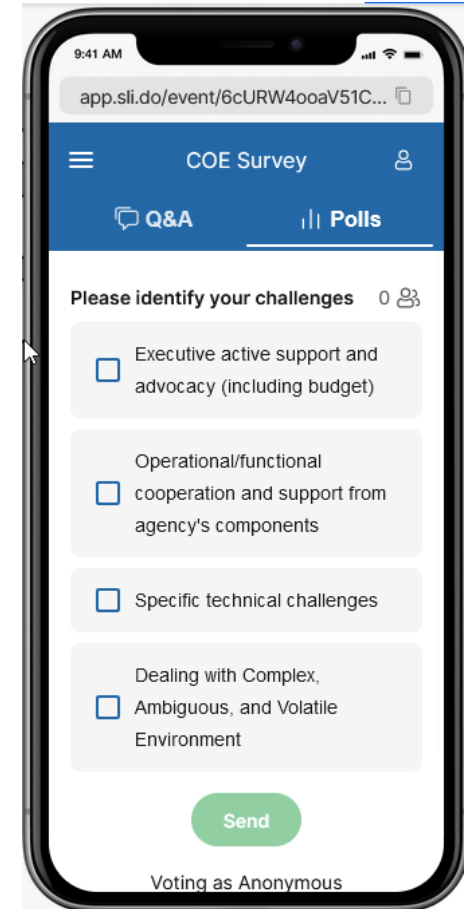 9:41 AM
app.sli.do/event/6cURW4ooaV51C...
COE Survey
Q&A Polls
Please identify your challenges 0
Executive active support and
advocacy (including budget)
Operational/functional
cooperation and support from
agency's components
Specific technical challenges
Dealing with Complex,
Ambiguous, and Volatile
Environment
Send
Voting as Anonymous